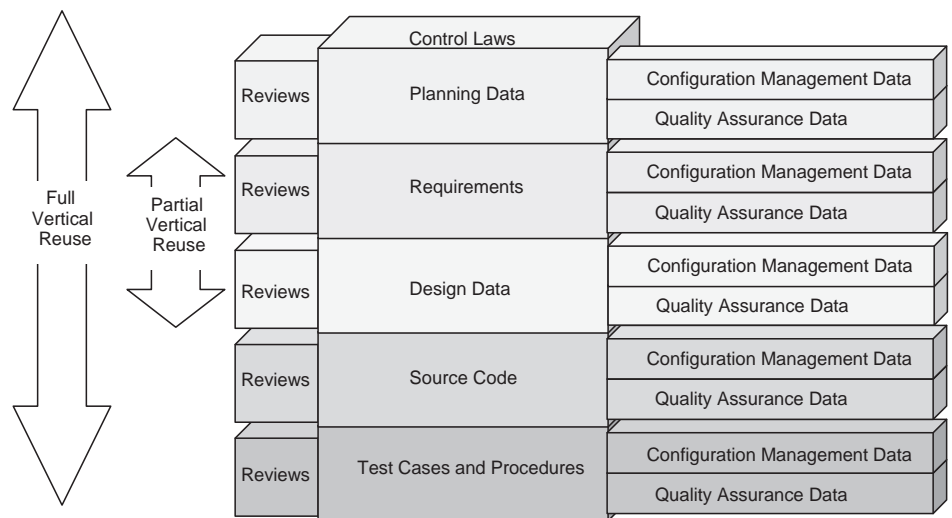 Control Laws
Reviews
Planning Data
Configuration Management Data
Quality Assurance Data
Full
Vertical
Reuse
Partial
Vertical
Reuse
Reviews
Requirements
Configuration Management Data
Quality Assurance Data
Reviews
Design Data
Configuration Management Data
Quality Assurance Data
Reviews
Source Code
Configuration Management Data
Quality Assurance Data
Reviews
Test Cases and Procedures
Configuration Management Data
Quality Assurance Data